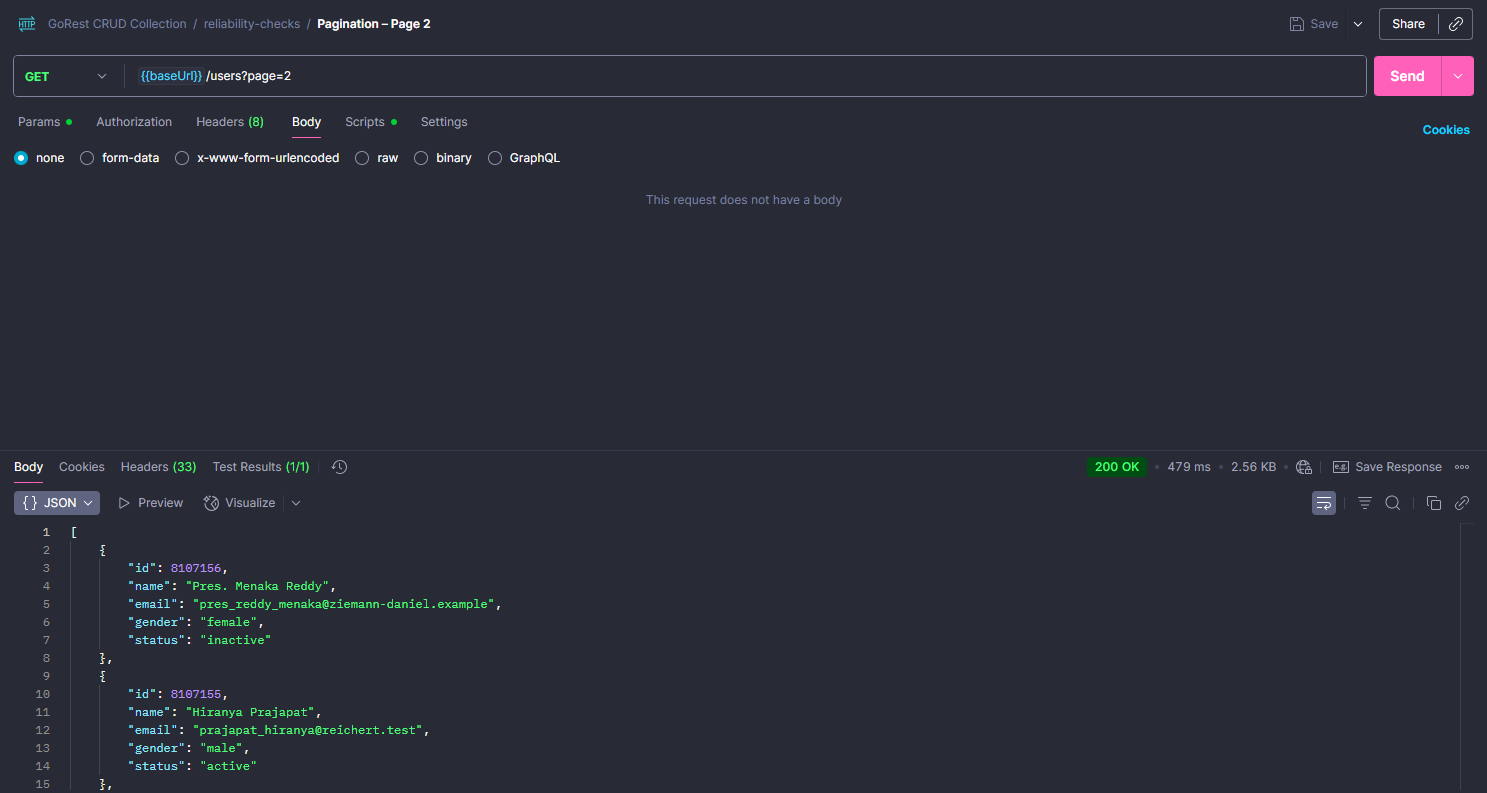 HTTP GoRest CRUD Collection / reliability-checks / Pagination – Page 2 Save Share
GET {{baseUrl}} /users?page=2 Send
Params Authorization Headers (8) Body Scripts Settings Cookies
none form-data x-www-form-urlencoded raw binary GraphQL
This request does not have a body
Body Cookies Headers (33) Test Results (1/1) 200 OK • 479 ms • 2.56 KB • e.g. Save Response
{} JSON Preview Visualize
1 [
2 {
3 "id": 8107156,
4 "name": "Pres. Menaka Reddy",
5 "email": "pres_reddy_menaka@ziemann-daniel.example",
6 "gender": "female",
7 "status": "inactive"
8 },
9 {
10 "id": 8107155,
11 "name": "Hiranya Prajapat",
12 "email": "prajapat_hiranya@reichert.test",
13 "gender": "male",
14 "status": "active"
15 },